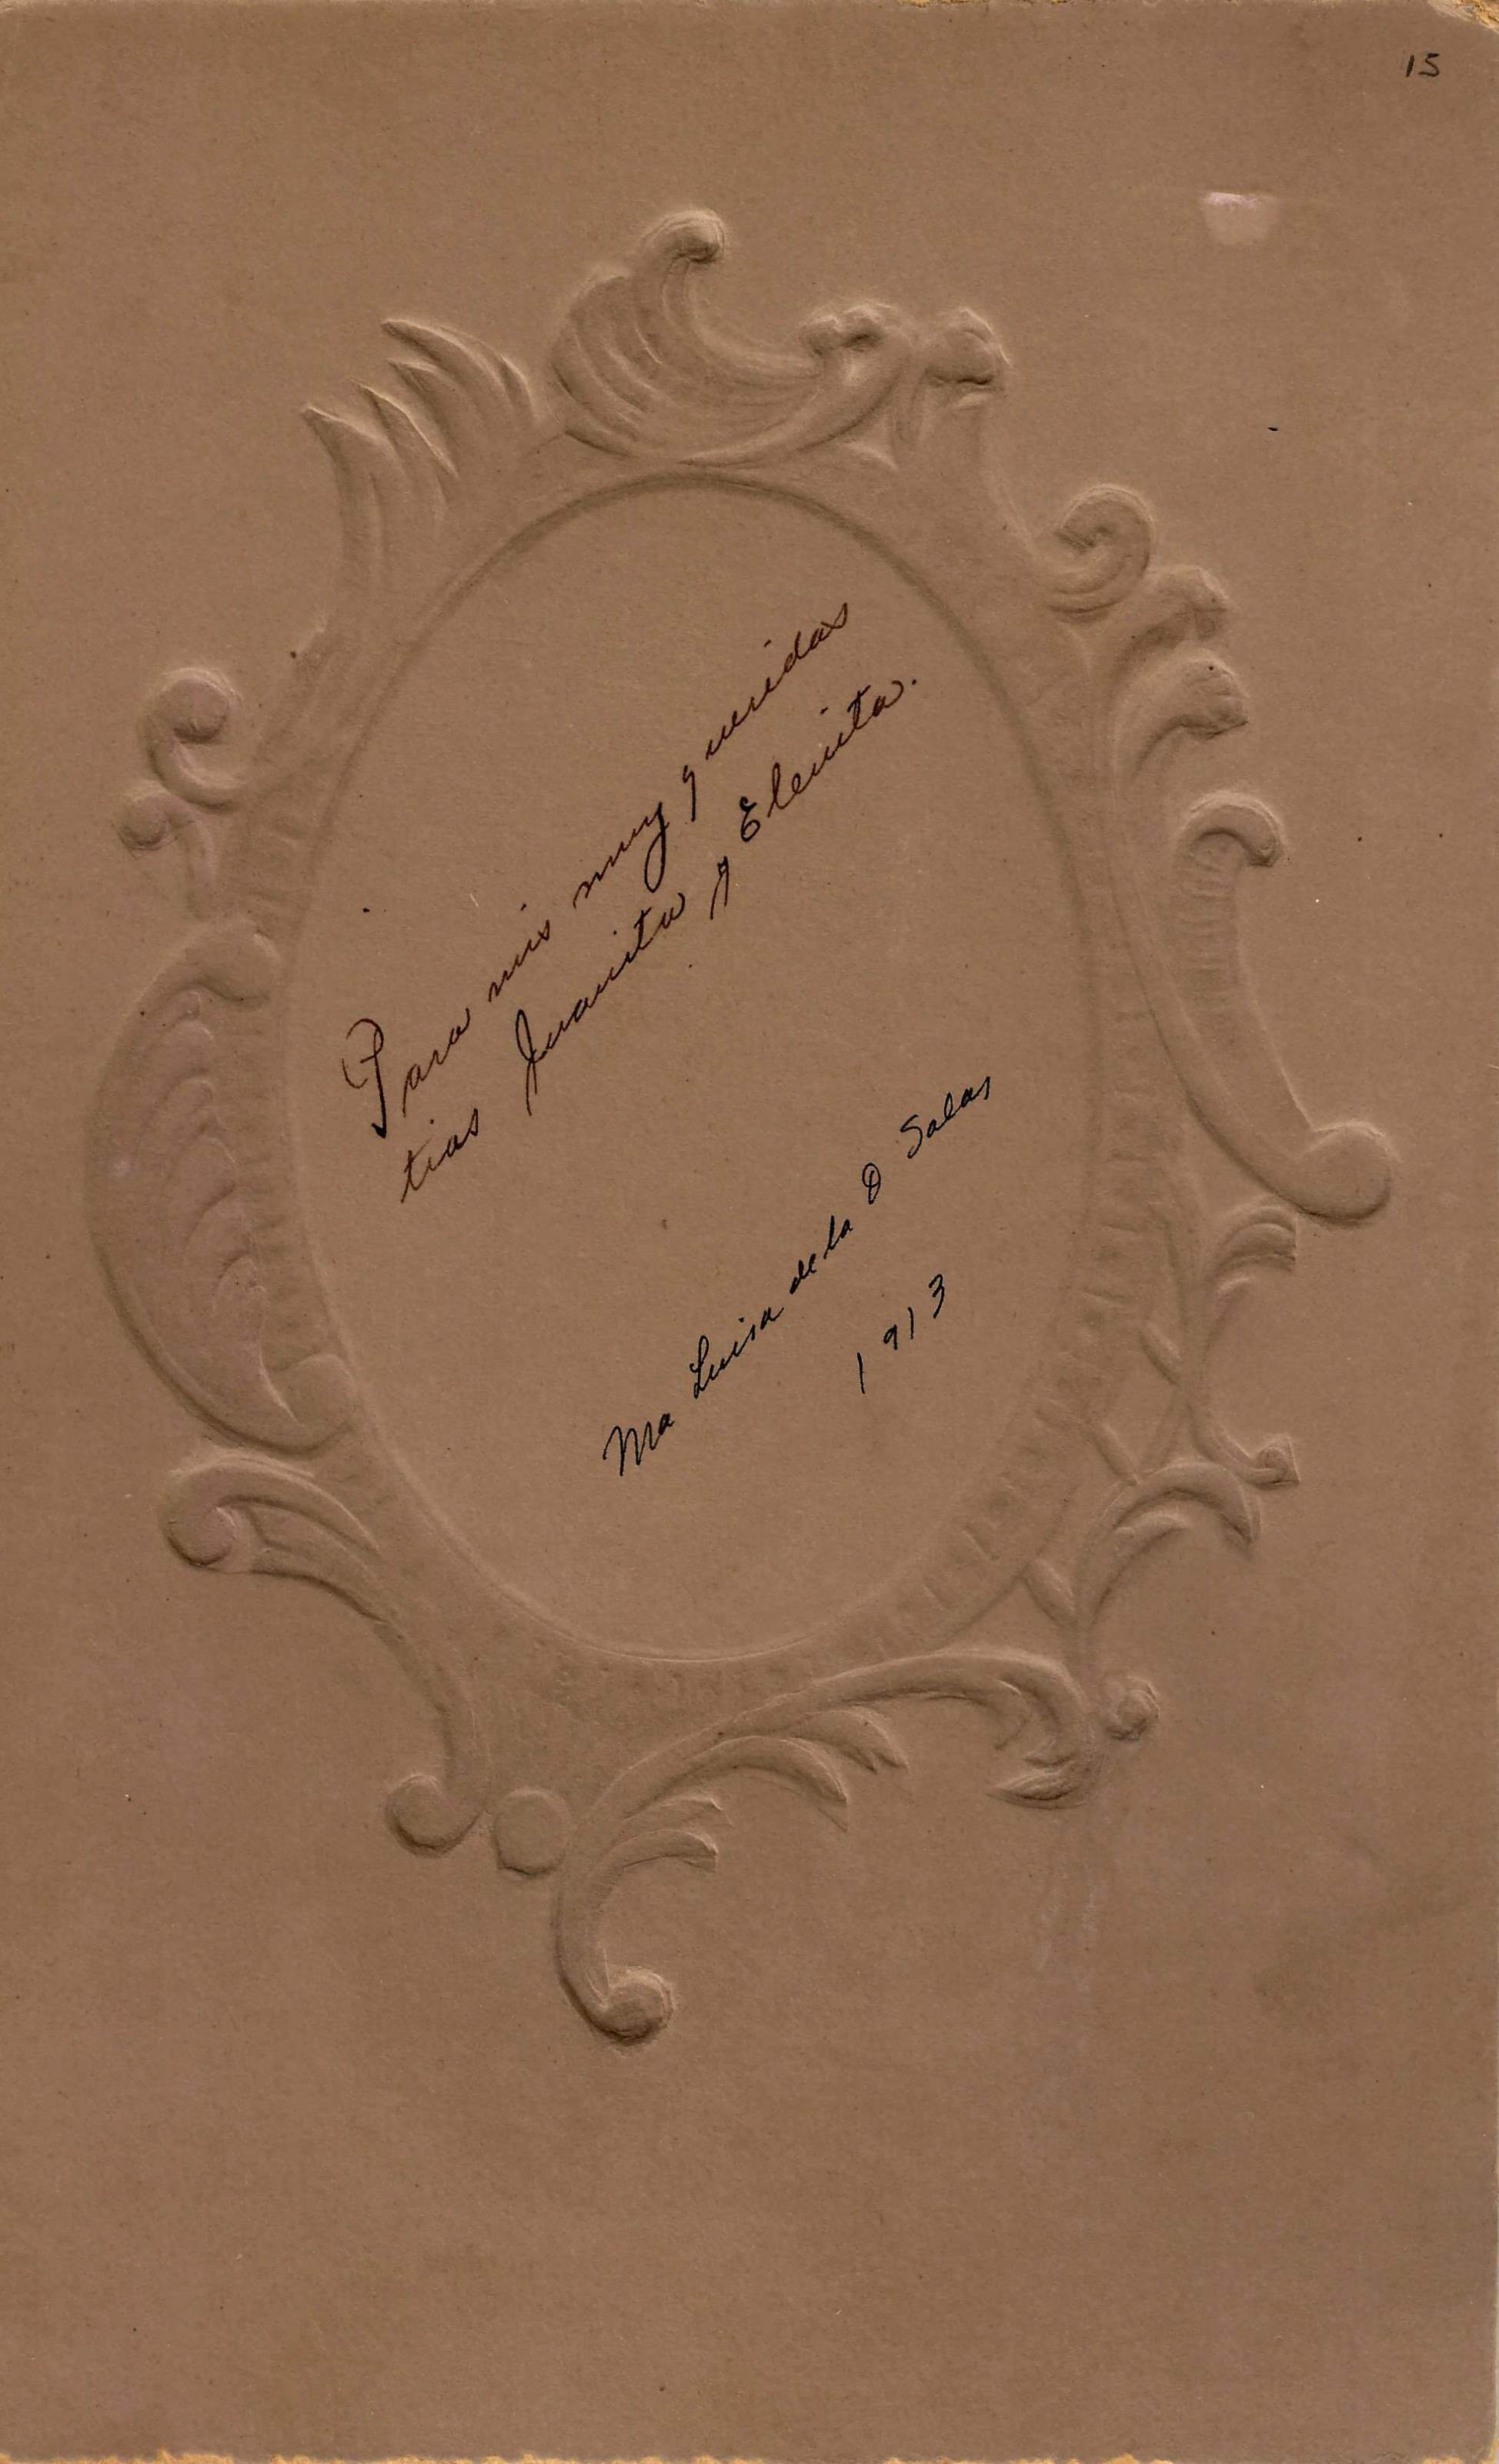 15
Para mis muy queridas
tias Juanita y Elenita.
Ma Luisa de la O Salas
1913